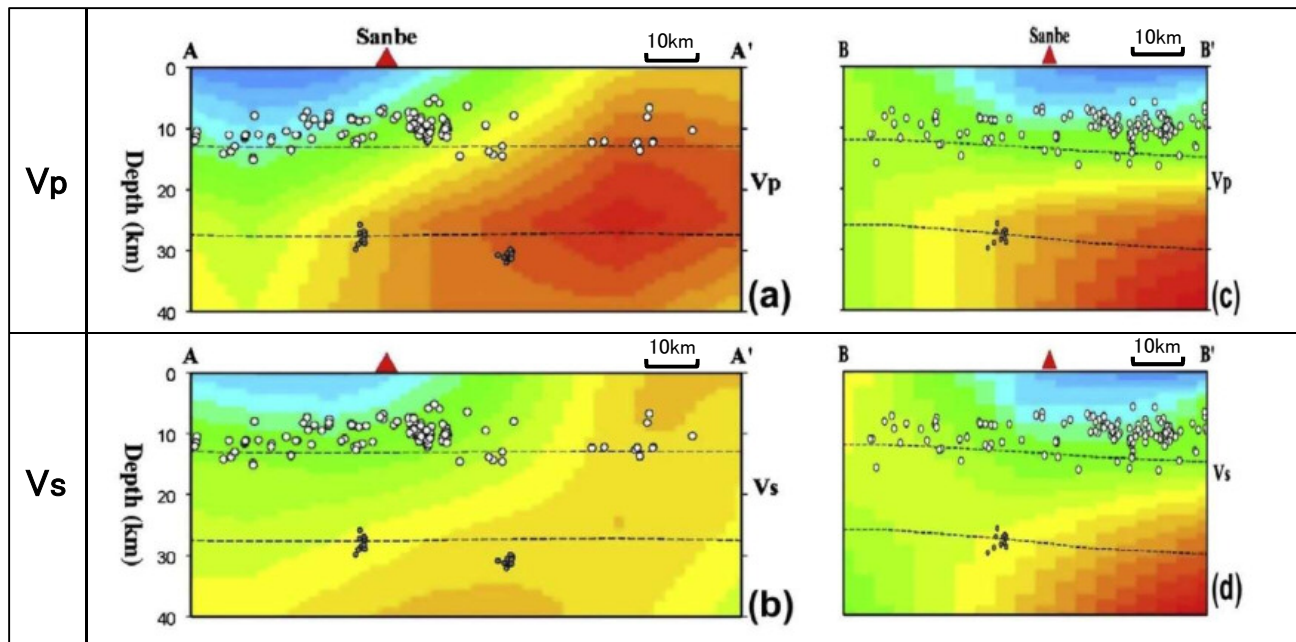 Vp
A Sanbe 10km A'
0
10
20
30
40
Depth (km)
Vp
(a)
B Sanbe 10km B'
Vp
(c)
Vs
A 10km A'
0
10
20
30
40
Depth (km)
Vs
(b)
B 10km B'
Vs
(d)